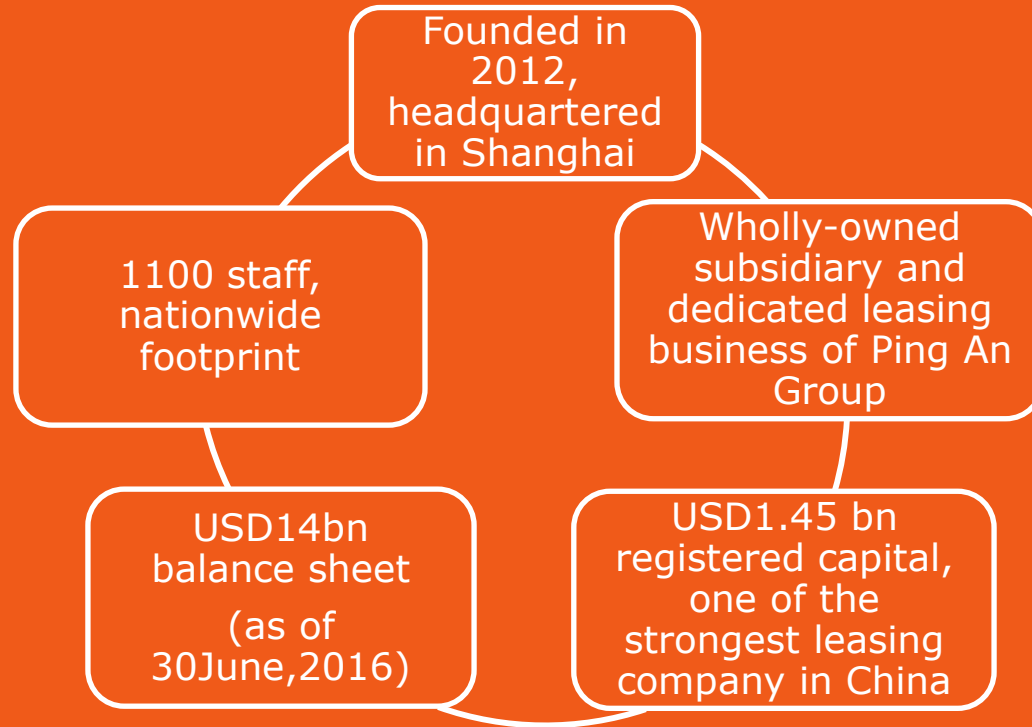 Founded in
2012,
headquartered
in Shanghai
Wholly-owned
subsidiary and
dedicated leasing
business of Ping An
Group
USD1.45 bn
registered capital,
one of the
strongest leasing
company in China
USD14bn
balance sheet
(as of
30June,2016)
1100 staff,
nationwide
footprint